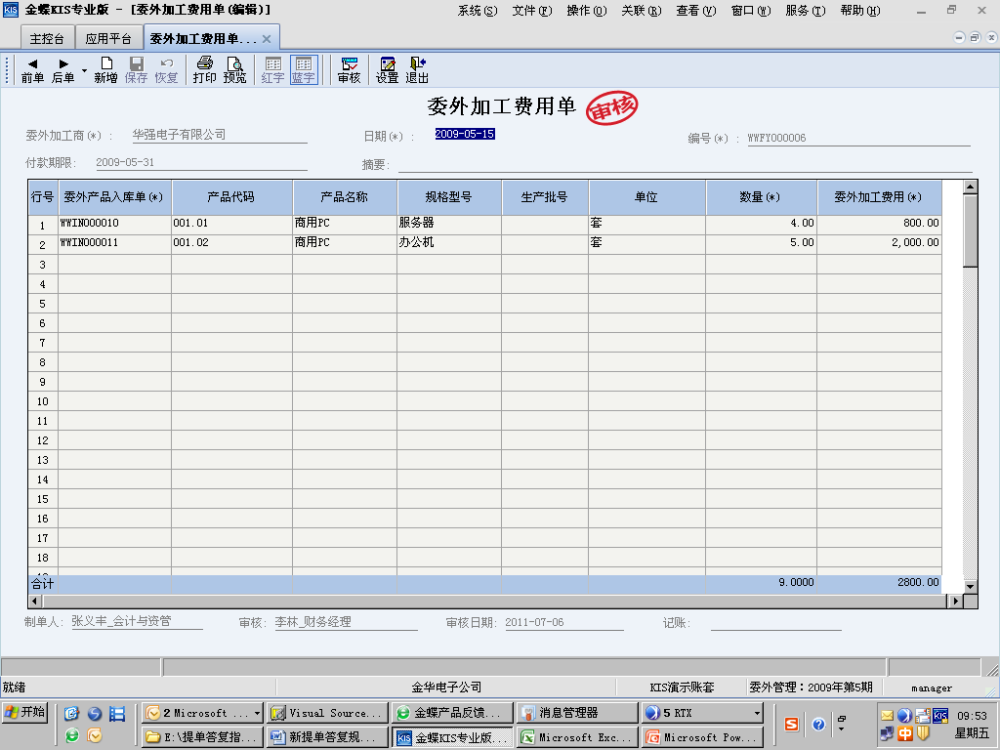 金蝶KIS专业版 - [委外加工费用单(编辑)] 系统(S) 文件(F) 操作(O) 关联(R) 查看(V) 窗口(W) 服务(T) 帮助(H)
主控台 应用平台 委外加工费用单...
前单 后单 新增 保存 恢复 打印 预览 红字 蓝字 审核 设置 退出
委外加工费用单 审核
委外加工商(*): 华强电子有限公司 日期(*): 2009-05-15 编号(*): WWFY000006
付款期限: 2009-05-31 摘要:
行号 委外产品入库单(*) 产品代码 产品名称 规格型号 生产批号 单位 数量(*) 委外加工费用(*)
1 WWIN000010 001.01 商用PC 服务器 套 4.00 800.00
2 WWIN000011 001.02 商用PC 办公机 套 5.00 2,000.00
3
4
5
6
7
8
9
10
11
12
13
14
15
16
17
18
合计 9.0000 2800.00
制单人: 张义丰_会计与资管 审核: 李林_财务经理 审核日期: 2011-07-06 记账:
就绪 金华电子公司 KIS演示账套 委外管理：2009年第5期 manager
开始 2 Microsoft ... Visual Source... 金蝶产品反馈... 消息管理器 5 RTX 09:53
E:\提单答复指... 新提单答复规... 金蝶KIS专业版... Microsoft Exc... Microsoft Pow... 中 星期五